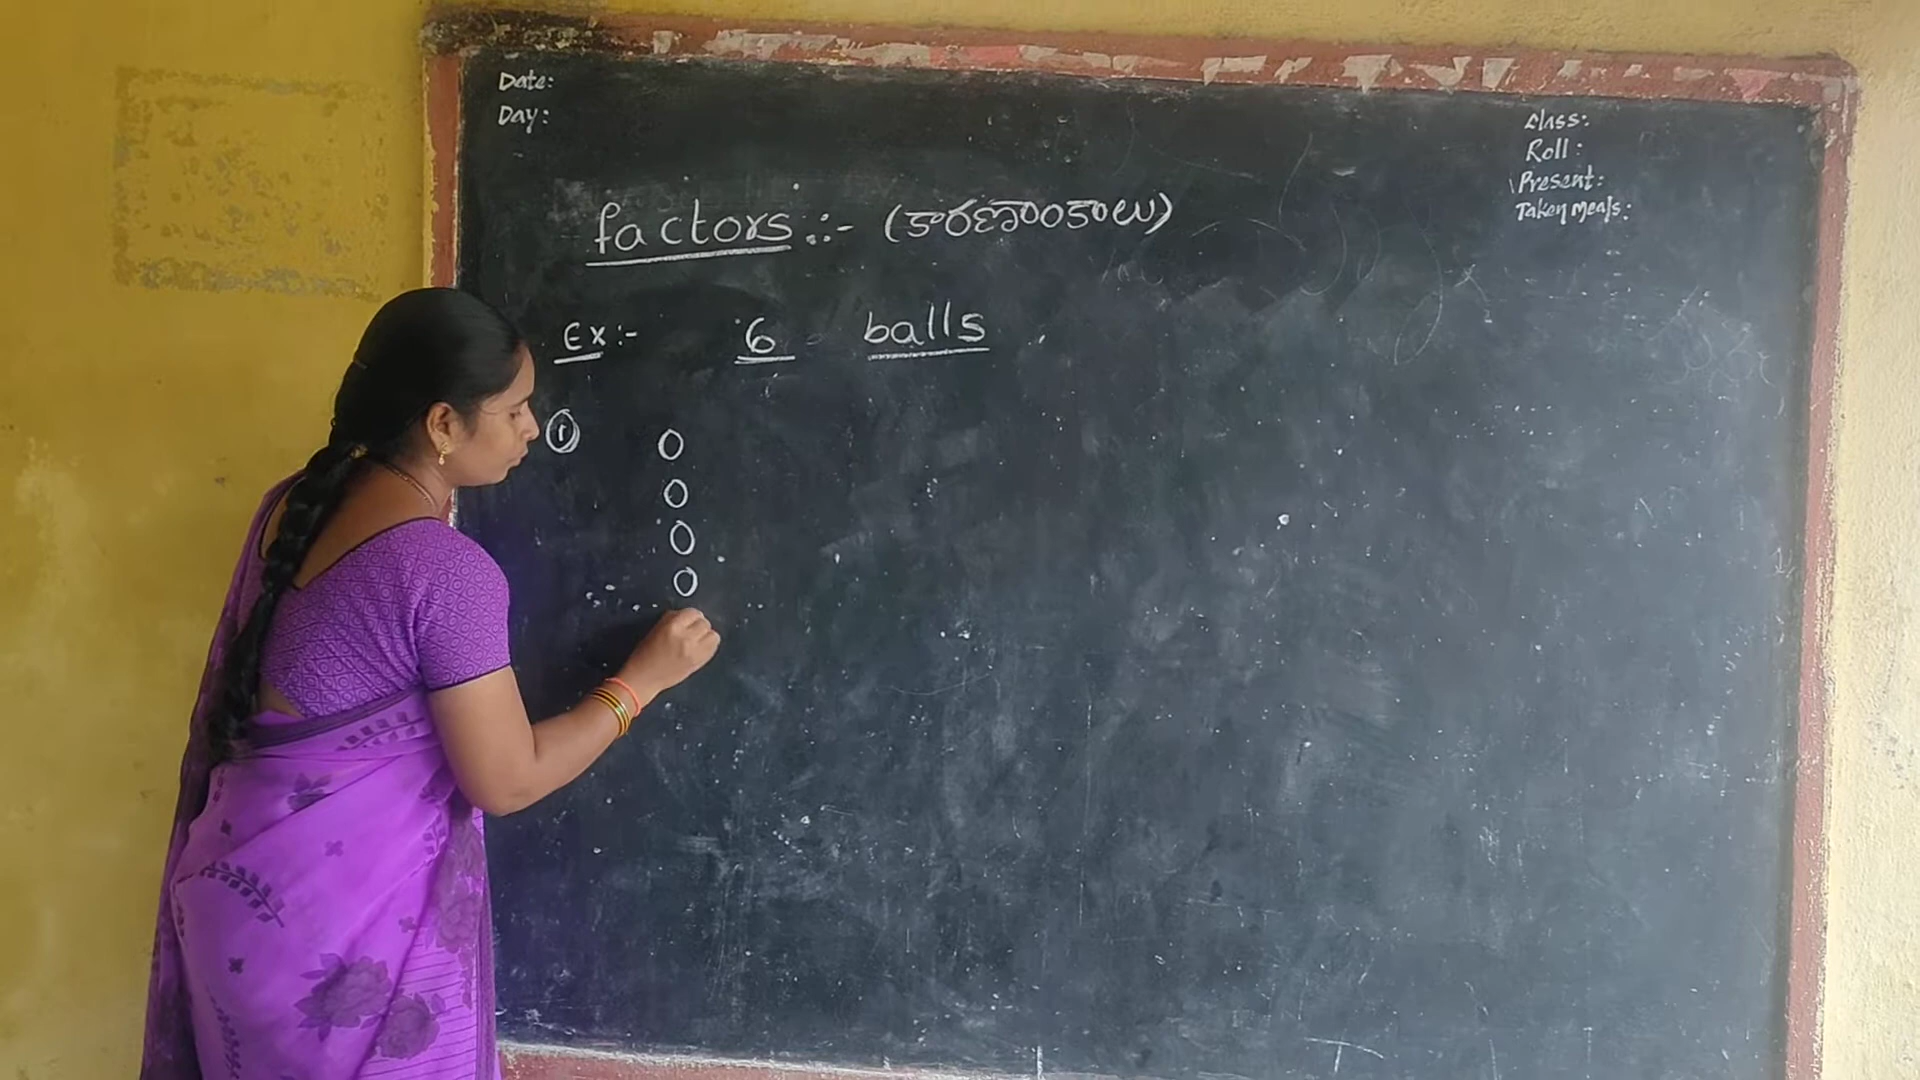 Date:
Day:
Class:
Roll:
Present:
Taken Meals:
factors :- (కారణాంకాలు)
Ex:- 6 balls
1